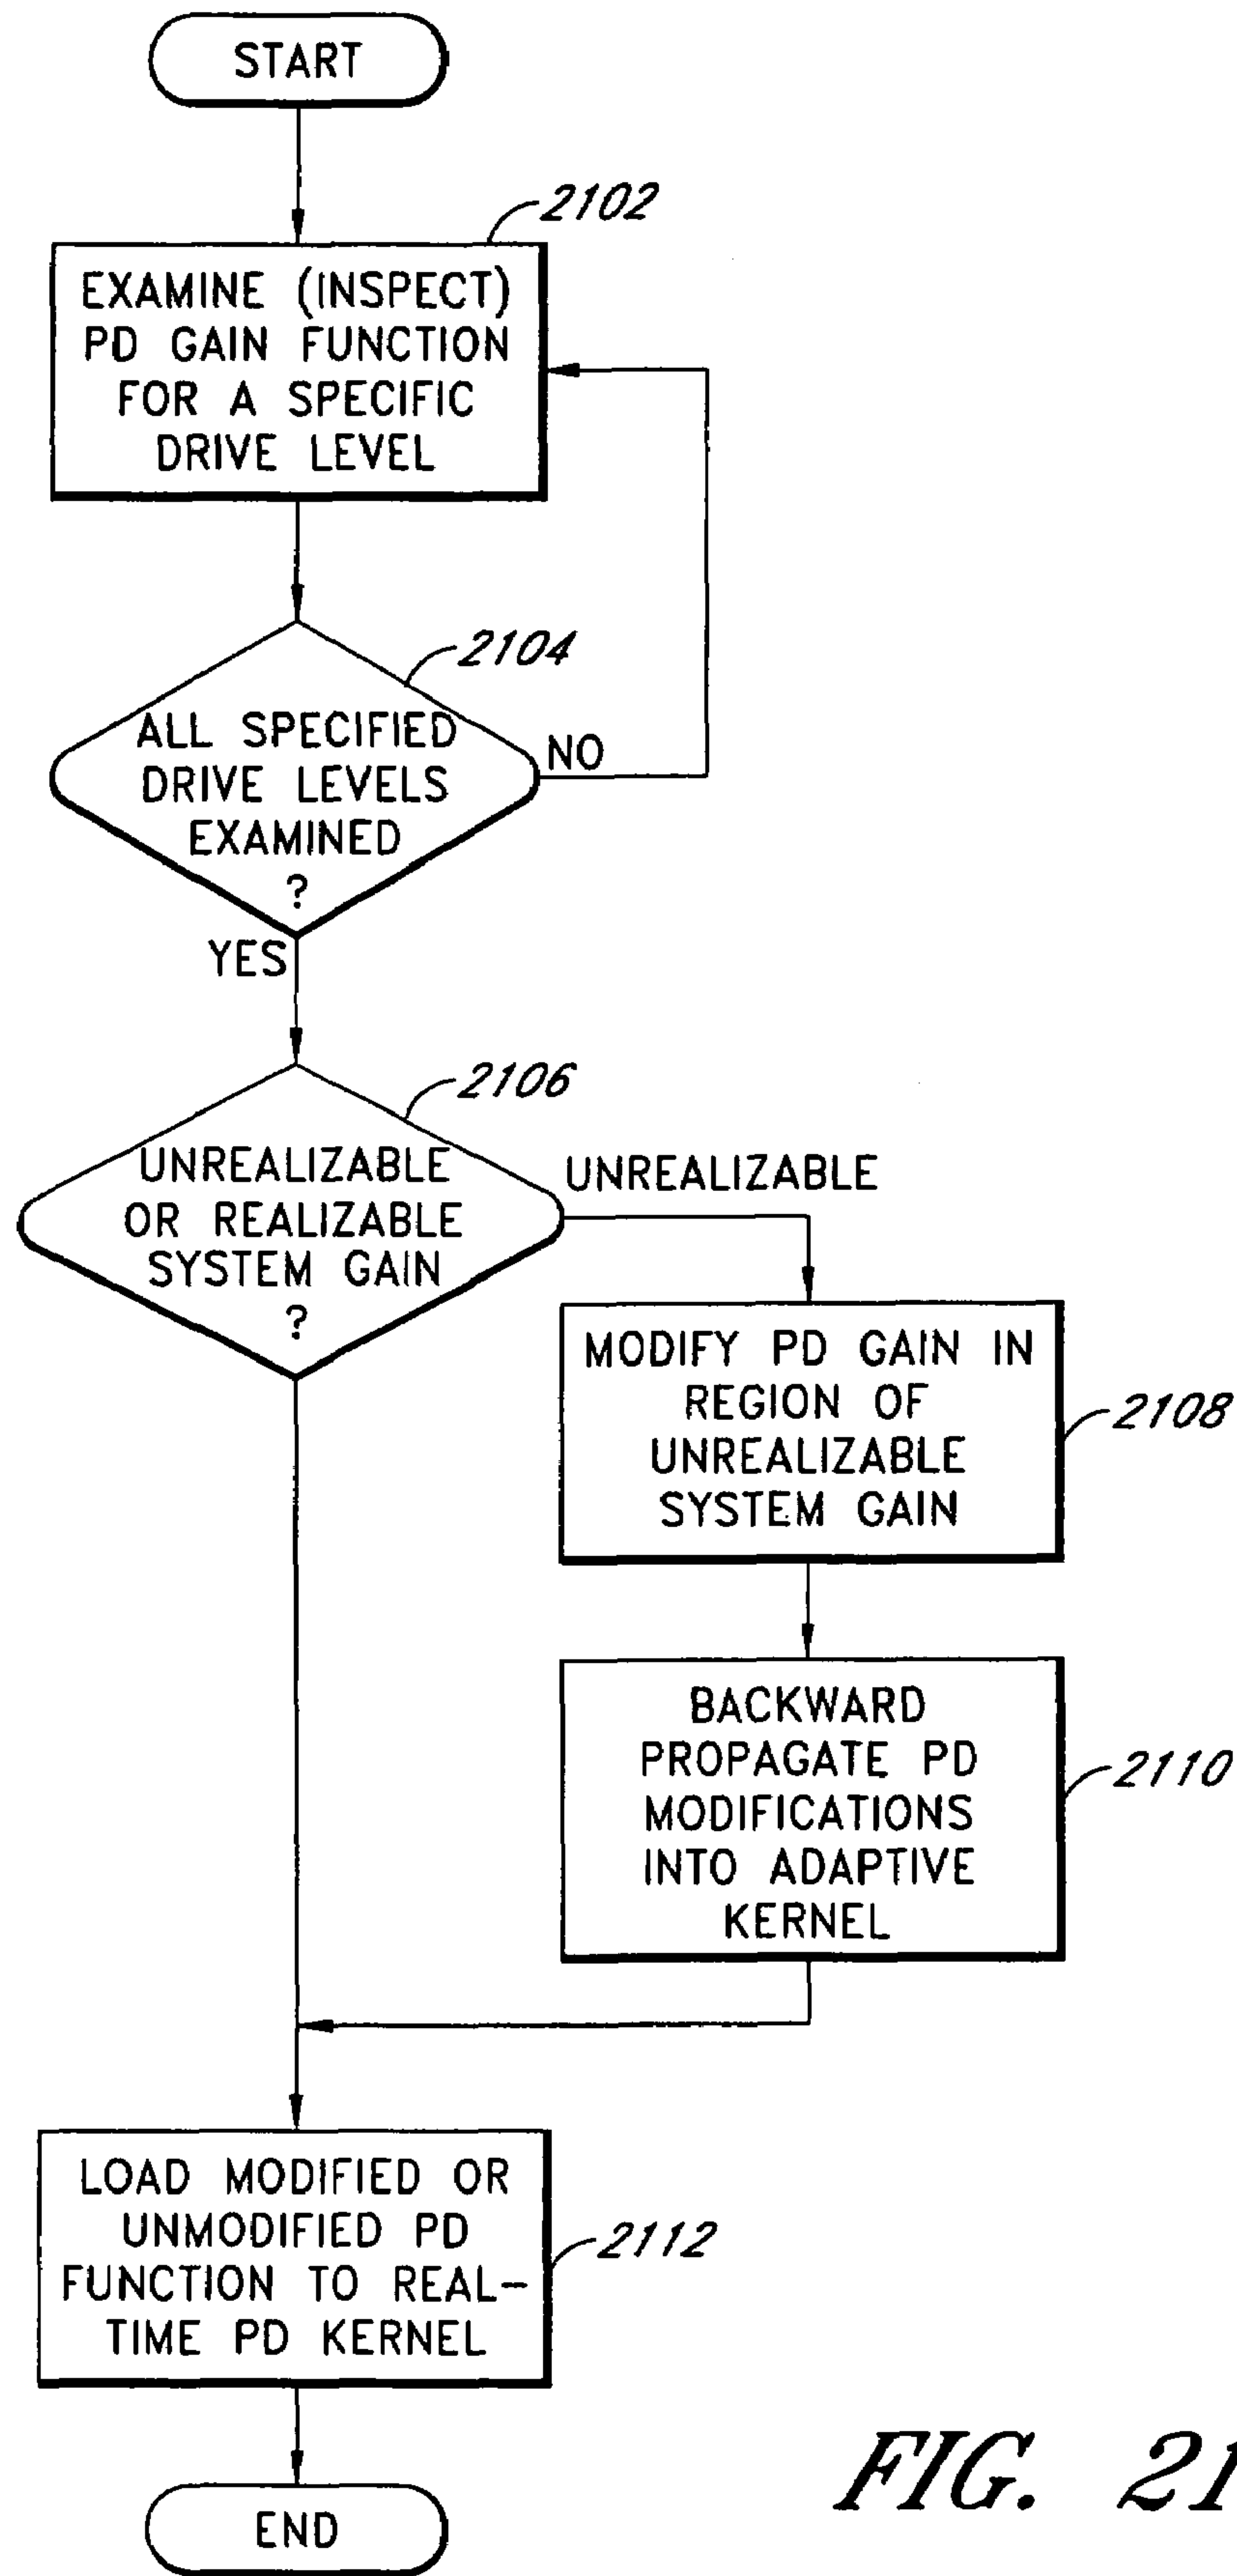 START
2102
EXAMINE (INSPECT)
PD GAIN FUNCTION
FOR A SPECIFIC
DRIVE LEVEL
2104
ALL SPECIFIED
DRIVE LEVELS
EXAMINED
?
NO
YES
2106
UNREALIZABLE
OR REALIZABLE
SYSTEM GAIN
?
UNREALIZABLE
MODIFY PD GAIN IN
REGION OF
UNREALIZABLE
SYSTEM GAIN
2108
BACKWARD
PROPAGATE PD
MODIFICATIONS
INTO ADAPTIVE
KERNEL
2110
LOAD MODIFIED OR
UNMODIFIED PD
FUNCTION TO REAL-
TIME PD KERNEL
2112
END
FIG. 21